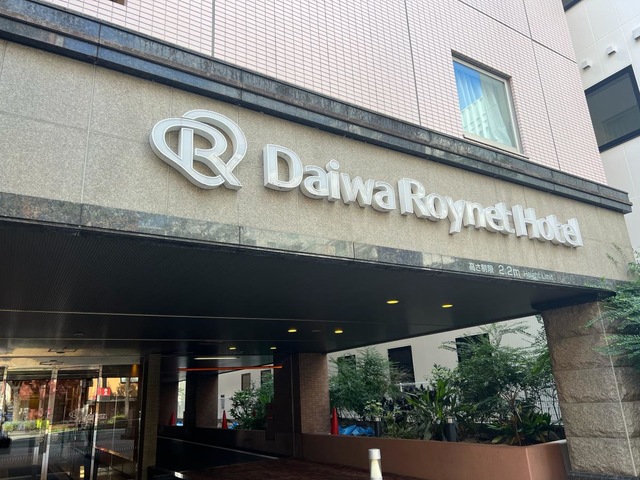 R Daiwa Roynet Hotel
高さ制限 2.2m Height Limit